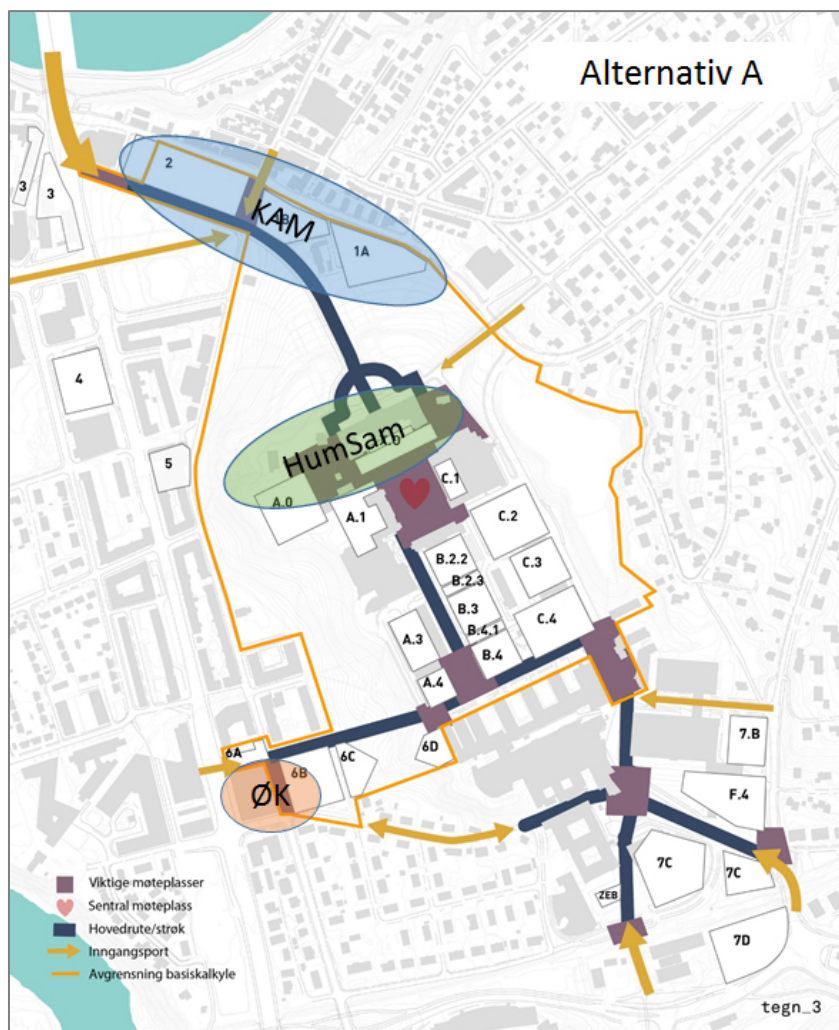 Alternativ A
2
3
3
KAM
B
1A
4
5
HumSam
A.0
A.1
C.1
C.2
B.2.2
B.2.3
C.3
B.3
B.4.1
C.4
A.3
B.4
A.4
6A
6B
6C
6D
ØK
7.B
F.4
7C
7C
ZEB
7D
Viktige møteplasser
Sentral møteplass
Hovedrute/strøk
Inngangsport
Avgrensning basiskalkyle
tegn_3